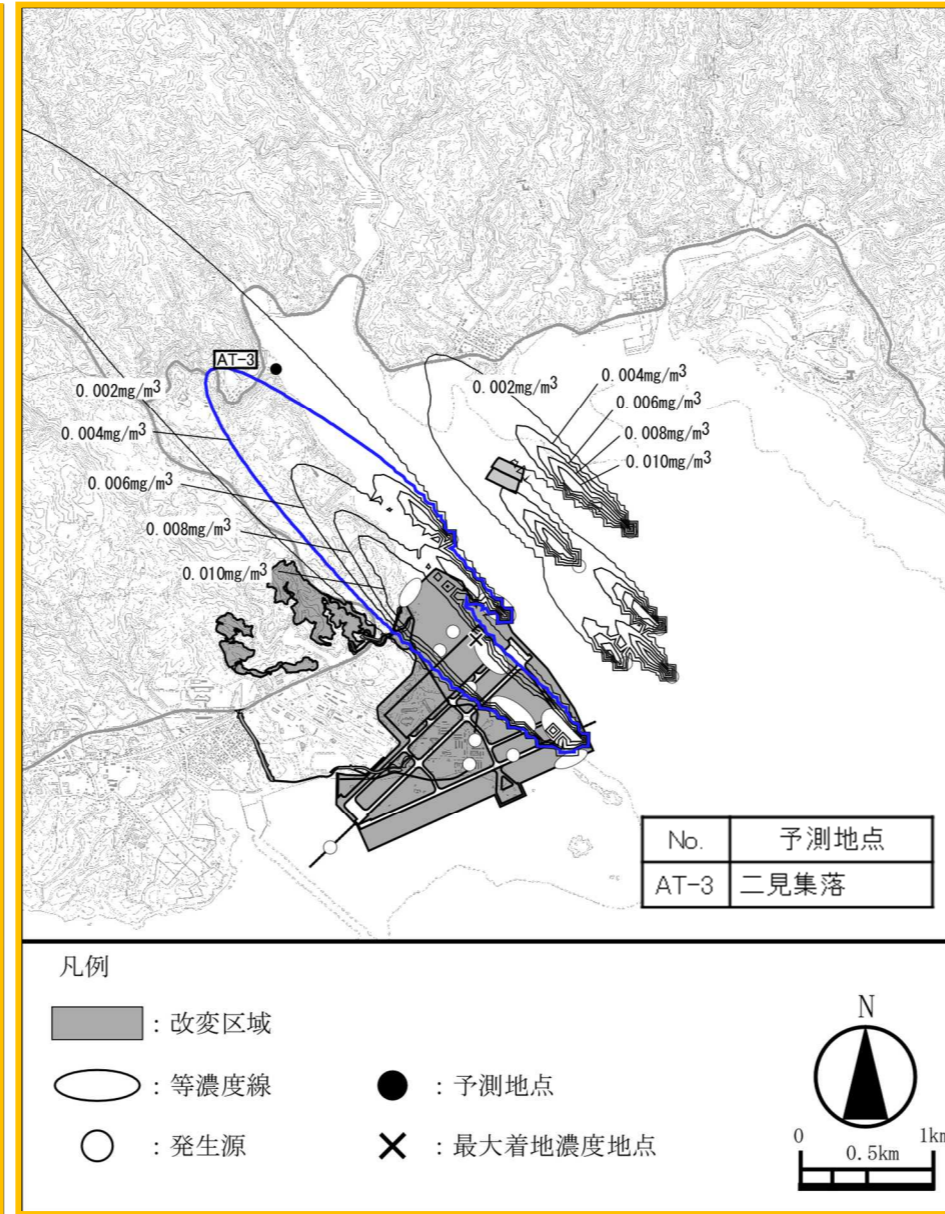 AT-3
0.002mg/m³
0.004mg/m³
0.006mg/m³
0.008mg/m³
0.010mg/m³
0.002mg/m³
0.004mg/m³
0.006mg/m³
0.008mg/m³
0.010mg/m³
No. 予測地点
AT-3 二見集落
凡例
：改変区域
：等濃度線
：予測地点
：発生源
：最大着地濃度地点
N
0 0.5km 1km